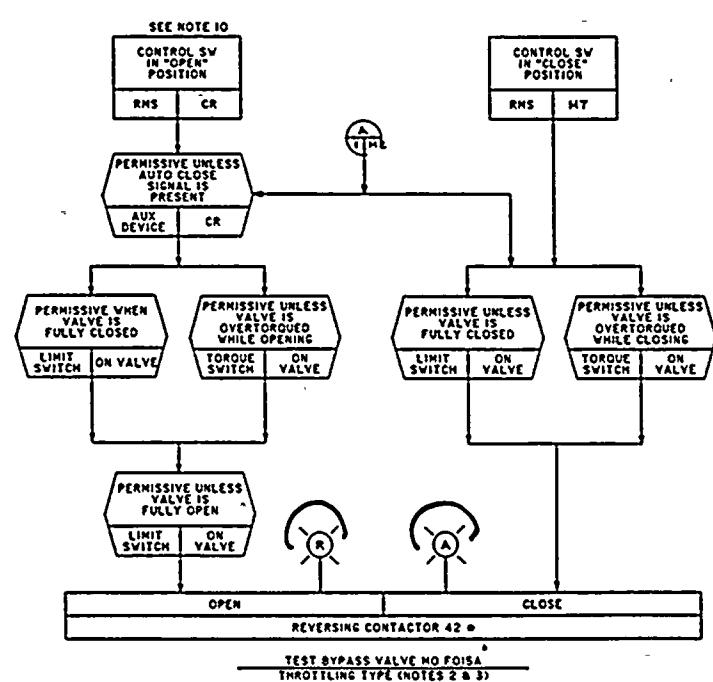 SEE NOTE 10
CONTROL SW
IN "OPEN"
POSITION
RMS CR
CONTROL SW
IN "CLOSE"
POSITION
RMS MT
A
PERMISSIVE UNLESS
AUTO CLOSE
SIGNAL IS
PRESENT
AUX
DEVICE
CR
PERMISSIVE WHEN
VALVE IS
FULLY CLOSED
LIMIT
SWITCH
ON VALVE
PERMISSIVE UNLESS
VALVE IS
OVERTORQUED
WHILE OPENING
TORQUE
SWITCH
ON
VALVE
PERMISSIVE UNLESS
VALVE IS
FULLY CLOSED
LIMIT
SWITCH
ON
VALVE
PERMISSIVE UNLESS
VALVE IS
OVERTORQUED
WHILE CLOSING
TORQUE
SWITCH
ON
VALVE
PERMISSIVE UNLESS
VALVE IS
FULLY OPEN
LIMIT
SWITCH
ON
VALVE
R
A
OPEN CLOSE
REVERSING CONTACTOR 42
TEST BYPASS VALVE MO F015A
THROTTLING TYPE (NOTES 2 & 3)